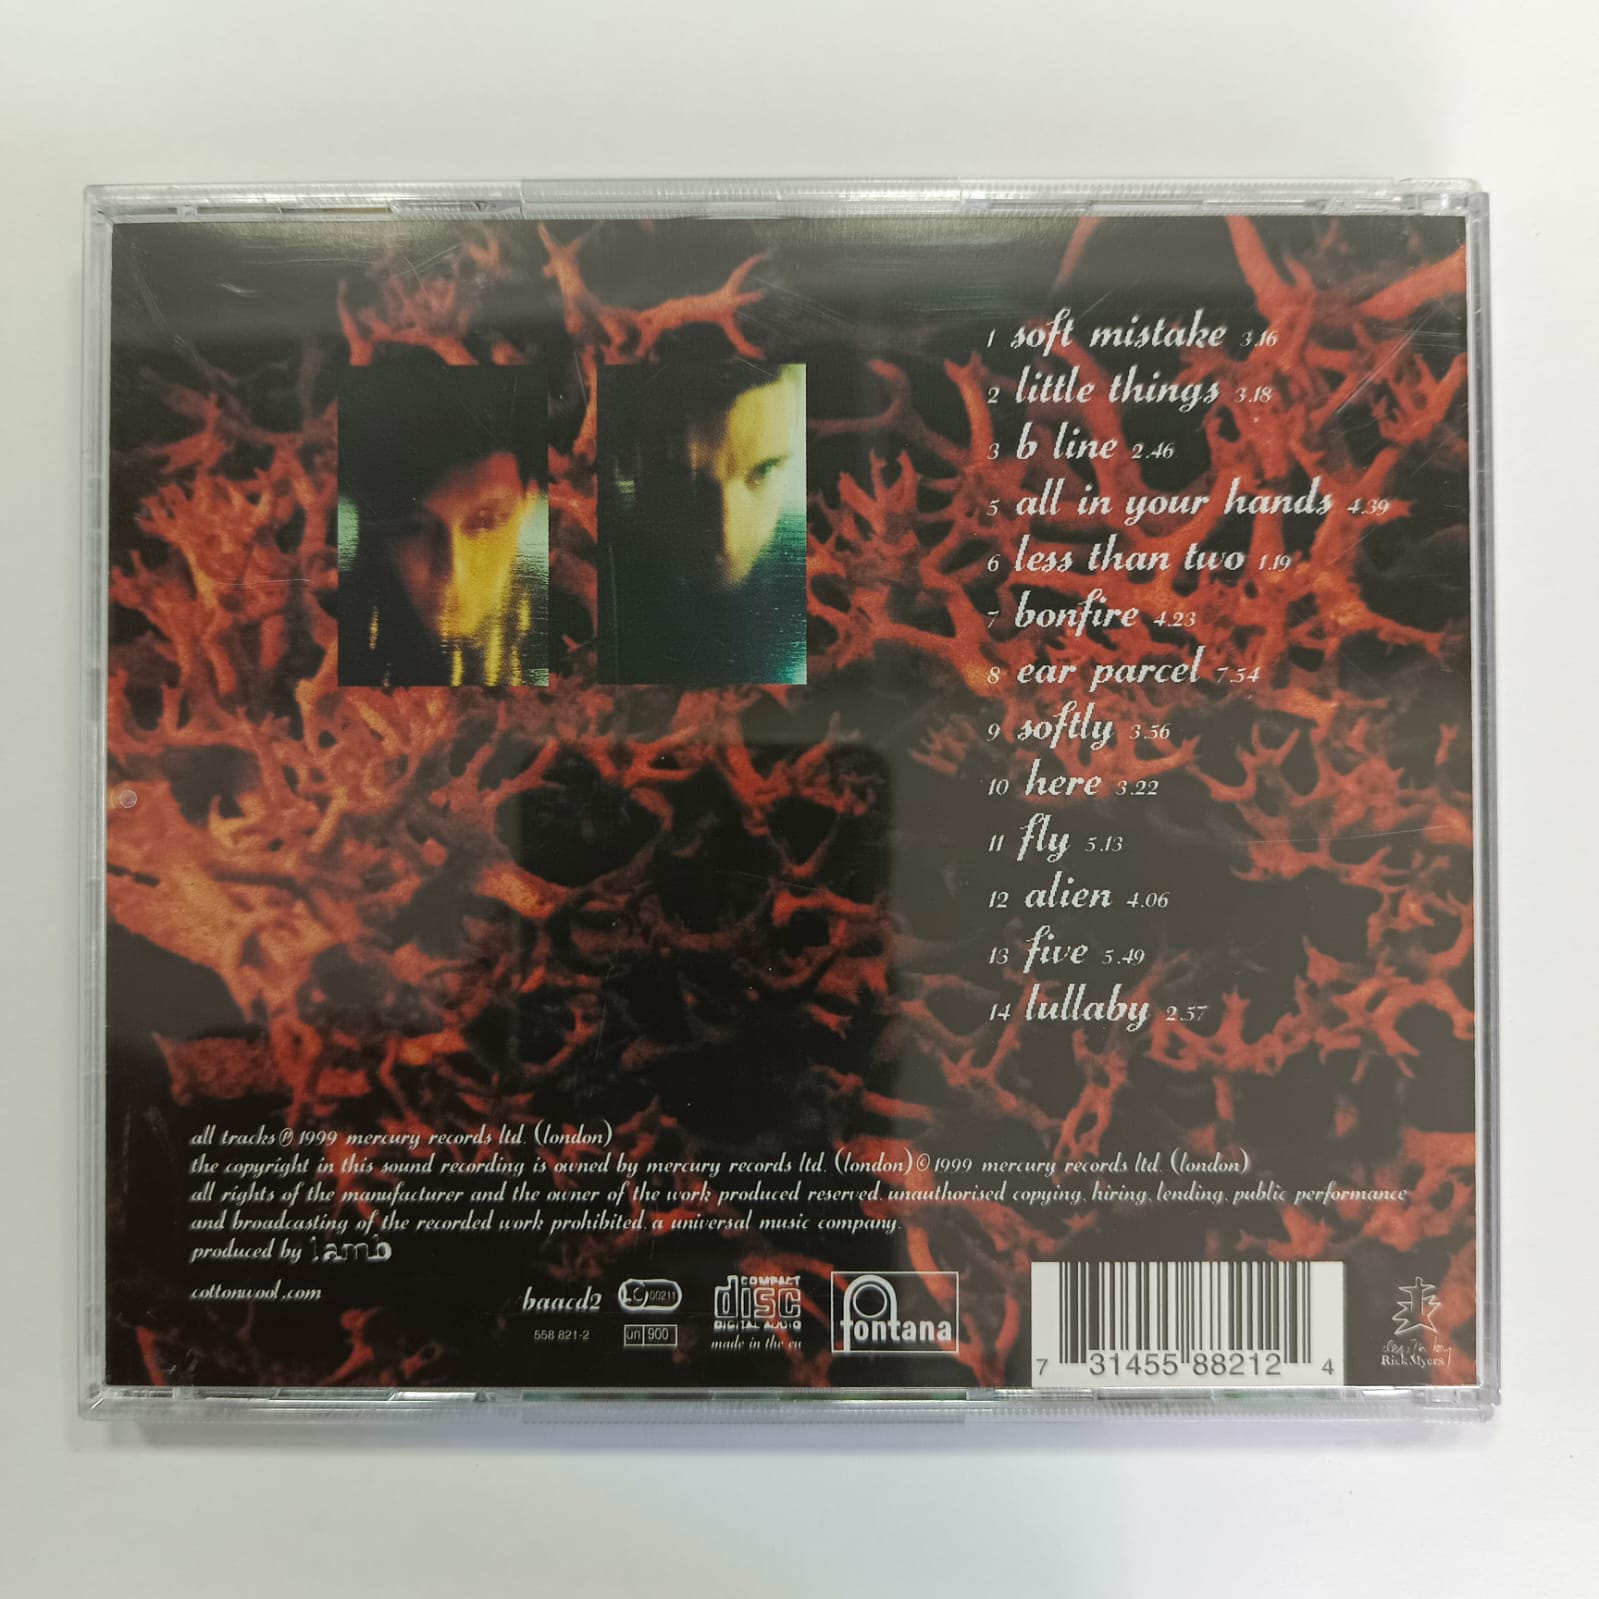 1 soft mistake 3.16
2 little things 3.18
3 b line 2.46
5 all in your hands 4.39
6 less than two 1.19
7 bonfire 4.23
8 ear parcel 7.54
9 softly 3.56
10 here 3.22
11 fly 5.13
12 alien 4.06
13 five 5.49
14 lullaby 2.57
all tracks ℗ 1999 mercury records ltd. (london)
the copyright in this sound recording is owned by mercury records ltd. (london) © 1999 mercury records ltd. (london)
all rights of the manufacturer and the owner of the work produced reserved. unauthorised copying, hiring, lending, public performance
and broadcasting of the recorded work prohibited. a universal music company.
produced by lamb
cottonwool.com
baacd2
558 821-2
LC 00211
un 900
COMPACT
disc
DIGITAL AUDIO
made in the eu
fontana
7 31455 88212 4
design by
Rick Myers